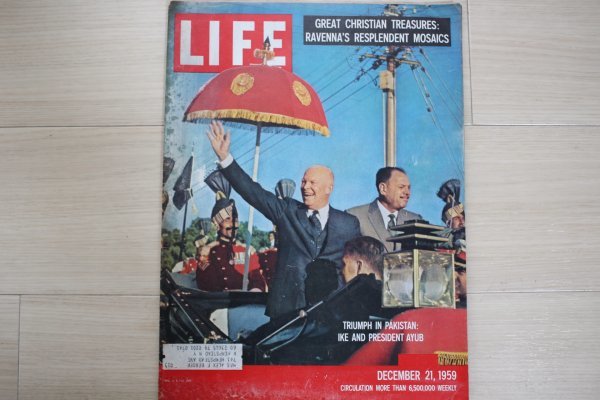 LIFE
GREAT CHRISTIAN TREASURES:
RAVENNA'S RESPLENDENT MOSAICS
TRIUMPH IN PAKISTAN:
IKE AND PRESIDENT AYUB
DECEMBER 21, 1959
CIRCULATION MORE THAN 6,500,000 WEEKLY